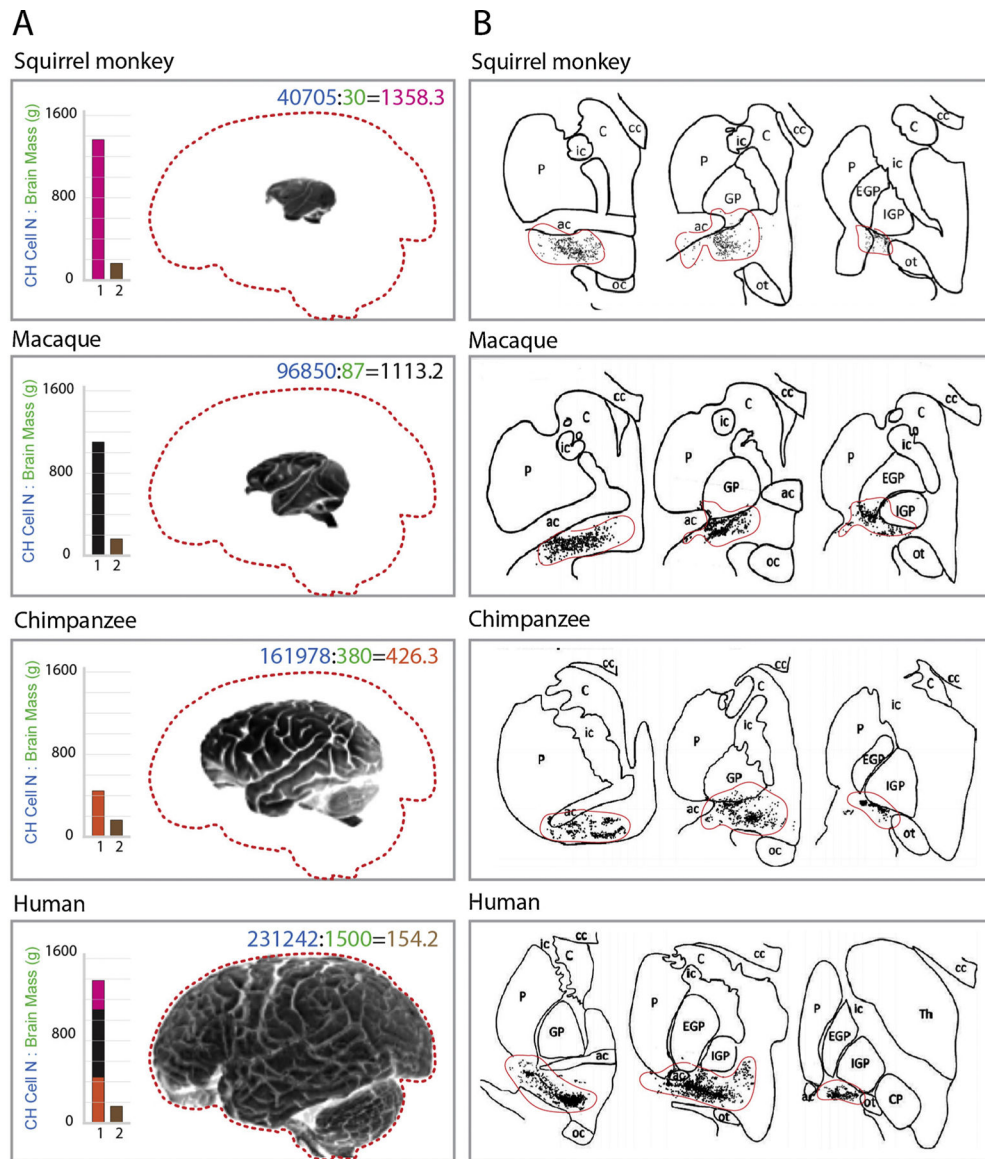 A
B
Squirrel monkey
Squirrel monkey
40705:30=1358.3
1600
800
0
CH Cell N : Brain Mass (g)
1 2
P
ic
C
cc
ac
oc
P
ic
C
cc
GP
ac
ot
C
P
ic
EGP
IGP
ot
Macaque
Macaque
96850:87=1113.2
1600
800
0
CH Cell N : Brain Mass (g)
1 2
P
ic
C
cc
ac
P
ic
C
cc
GP
ac
ac
oc
P
C
cc
ic
EGP
IGP
ot
Chimpanzee
Chimpanzee
161978:380=426.3
1600
800
0
CH Cell N : Brain Mass (g)
1 2
cc
C
ic
P
ac
cc
C
ic
P
GP
ac
oc
cc
C
ic
P
EGP
IGP
ot
Human
Human
231242:1500=154.2
1600
800
0
CH Cell N : Brain Mass (g)
1 2
ic
cc
C
P
GP
ac
oc
cc
C
ic
P
EGP
IGP
ac
ot
cc
P
ic
Th
EGP
IGP
ac
ot
CP